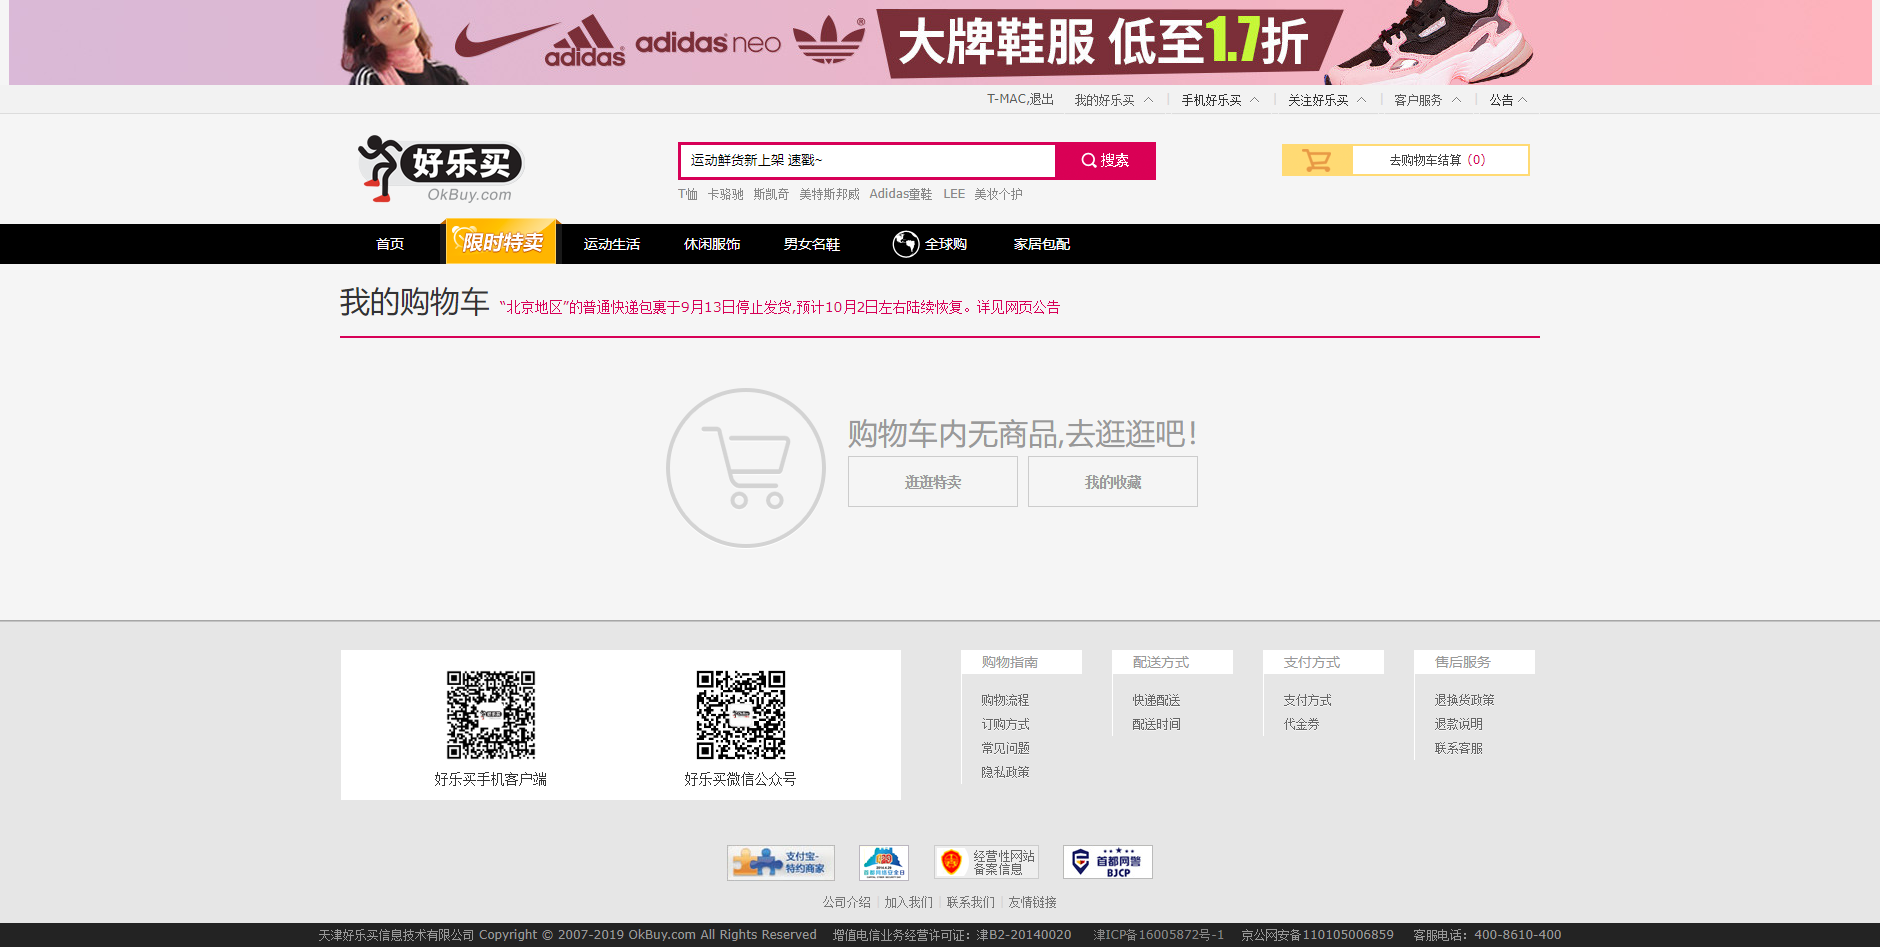 adidas adidas neo 大牌鞋服 低至1.7折
T-MAC,退出 我的好乐买 手机好乐买 关注好乐买 客户服务 公告
好乐买
OkBuy.com
运动鲜货新上架 速戳~ 搜索
去购物车结算（0）
T恤 卡骆驰 斯凯奇 美特斯邦威 Adidas童鞋 LEE 美妆个护
首页 限时特卖 运动生活 休闲服饰 男女名鞋 全球购 家居包配
我的购物车 “北京地区”的普通快递包裹于9月13日停止发货,预计10月2日左右陆续恢复。详见网页公告
购物车内无商品,去逛逛吧！
逛逛特卖 我的收藏
好乐买手机客户端 好乐买微信公众号
购物指南
购物流程
订购方式
常见问题
隐私政策
配送方式
快递配送
配送时间
支付方式
支付方式
代金券
售后服务
退换货政策
退款说明
联系客服
支付宝-
特约商家
首都网络安全日
经营性网站
备案信息
首都网警
BJCP
公司介绍 加入我们 联系我们 友情链接
天津好乐买信息技术有限公司 Copyright © 2007-2019 OkBuy.com All Rights Reserved 增值电信业务经营许可证：津B2-20140020 津ICP备16005872号-1 京公网安备110105006859 客服电话：400-8610-400